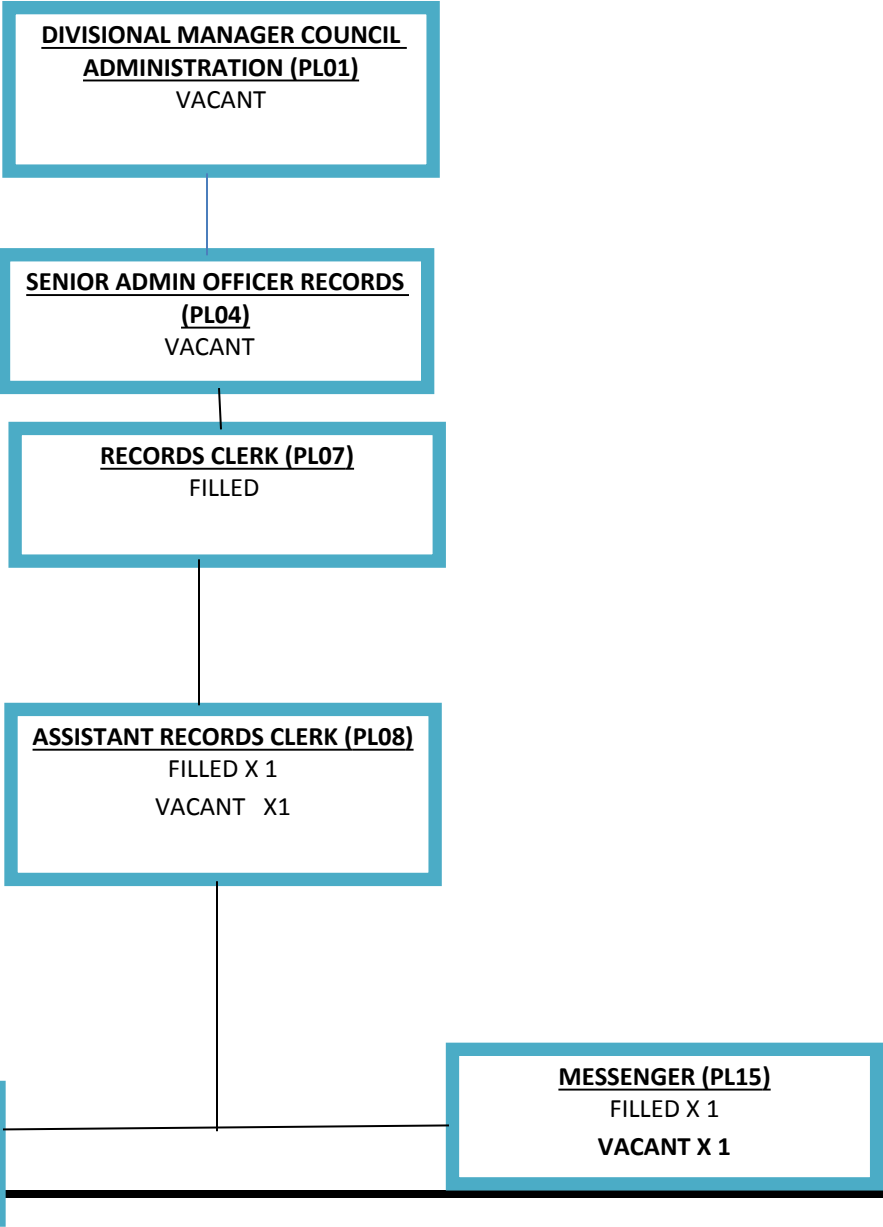 DIVISIONAL MANAGER COUNCIL
ADMINISTRATION (PL01)
VACANT
SENIOR ADMIN OFFICER RECORDS
(PL04)
VACANT
RECORDS CLERK (PL07)
FILLED
ASSISTANT RECORDS CLERK (PL08)
FILLED X 1
VACANT X1
MESSENGER (PL15)
FILLED X 1
VACANT X 1